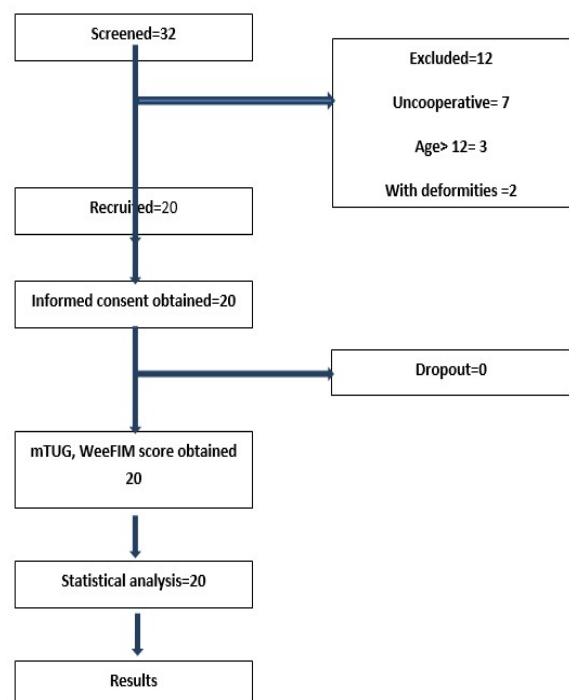 Screened=32
Excluded=12
Uncooperative= 7
Age> 12= 3
With deformities =2
Recruited=20
Informed consent obtained=20
Dropout=0
mTUG, WeeFIM score obtained
20
Statistical analysis=20
Results